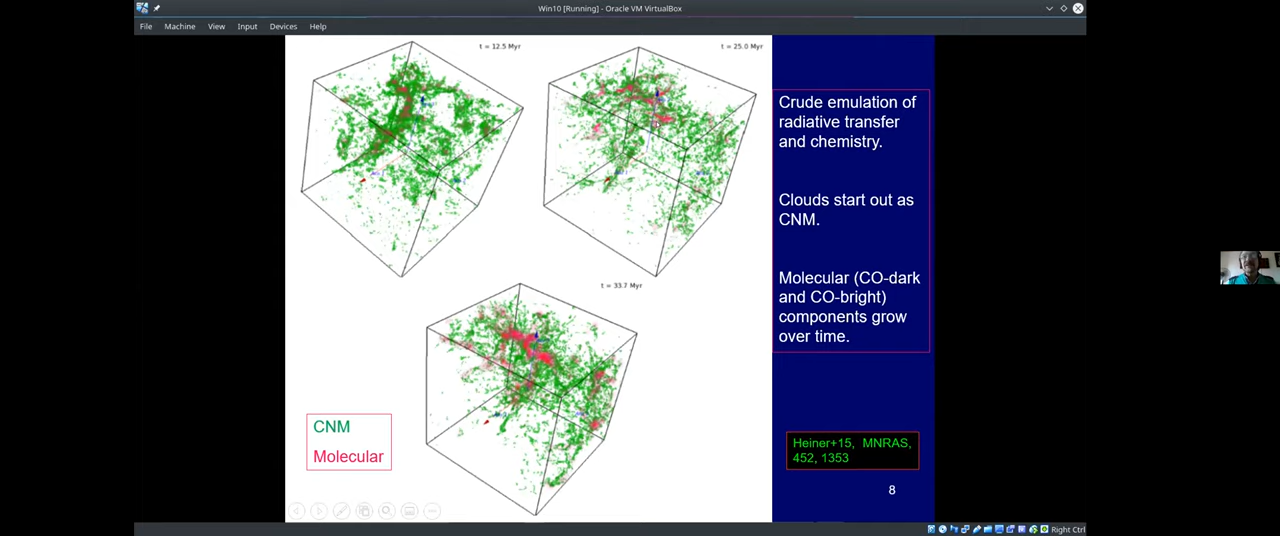 Win10 [Running] - Oracle VM VirtualBox
File Machine View Input Devices Help
t = 12.5 Myr
t = 25.0 Myr
t = 33.7 Myr
CNM
Molecular
Crude emulation of
radiative transfer
and chemistry.
Clouds start out as
CNM.
Molecular (CO-dark
and CO-bright)
components grow
over time.
Heiner+15, MNRAS,
452, 1353
8
Right Ctrl